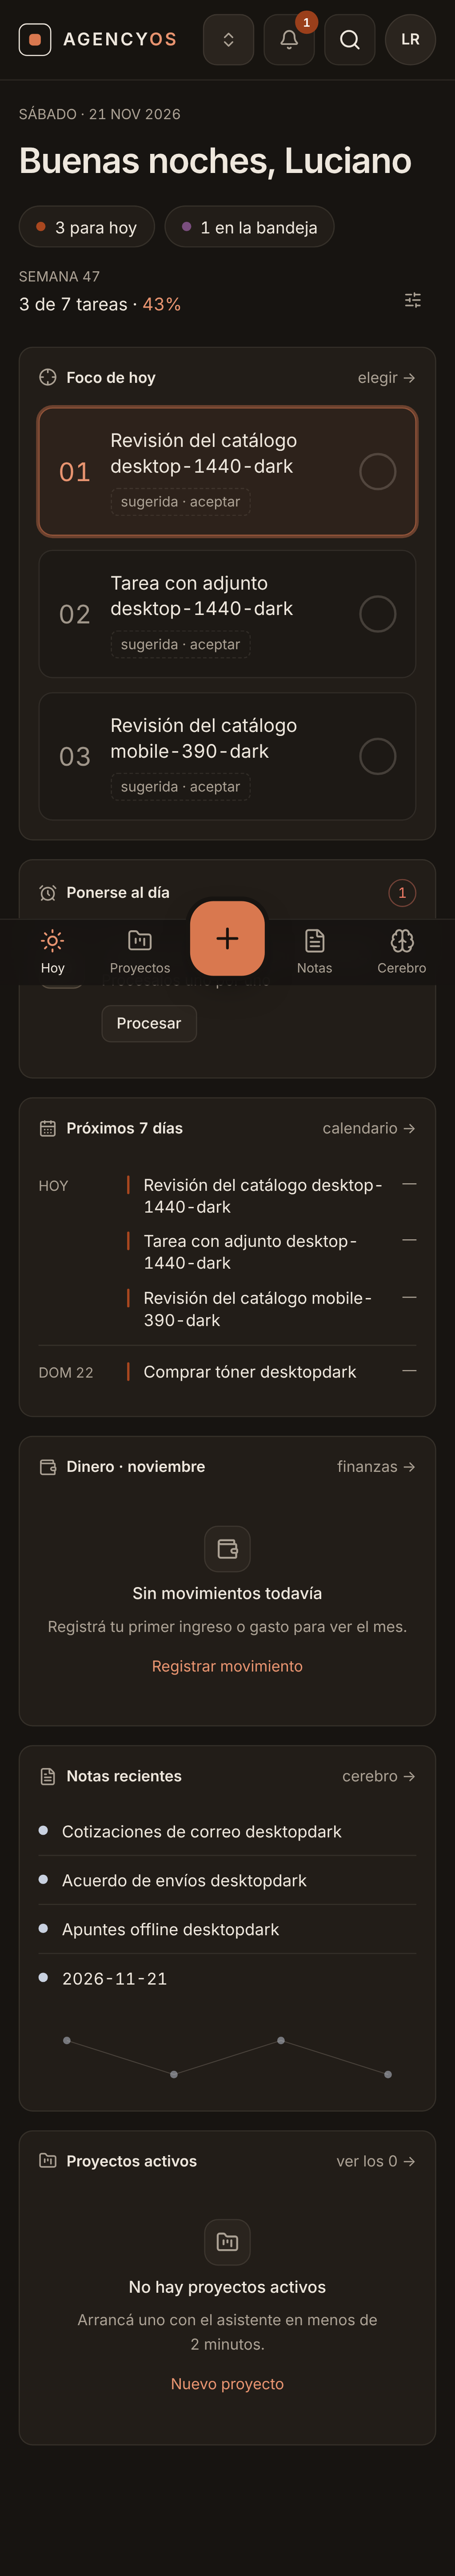 AGENCYOS
1
LR
SÁBADO · 21 NOV 2026
Buenas noches, Luciano
3 para hoy
1 en la bandeja
SEMANA 47
3 de 7 tareas · 43%
Foco de hoy
elegir →
01
Revisión del catálogo
desktop-1440-dark
sugerida · aceptar
02
Tarea con adjunto
desktop-1440-dark
sugerida · aceptar
03
Revisión del catálogo
mobile-390-dark
sugerida · aceptar
Ponerse al día
1
Hoy
Proyectos
Notas
Cerebro
Procesar
Próximos 7 días
calendario →
HOY
Revisión del catálogo desktop-
1440-dark
—
Tarea con adjunto desktop-
1440-dark
—
Revisión del catálogo mobile-
390-dark
—
DOM 22
Comprar tóner desktopdark
—
Dinero · noviembre
finanzas →
Sin movimientos todavía
Registrá tu primer ingreso o gasto para ver el mes.
Registrar movimiento
Notas recientes
cerebro →
Cotizaciones de correo desktopdark
Acuerdo de envíos desktopdark
Apuntes offline desktopdark
2026-11-21
Proyectos activos
ver los 0 →
No hay proyectos activos
Arrancá uno con el asistente en menos de
2 minutos.
Nuevo proyecto